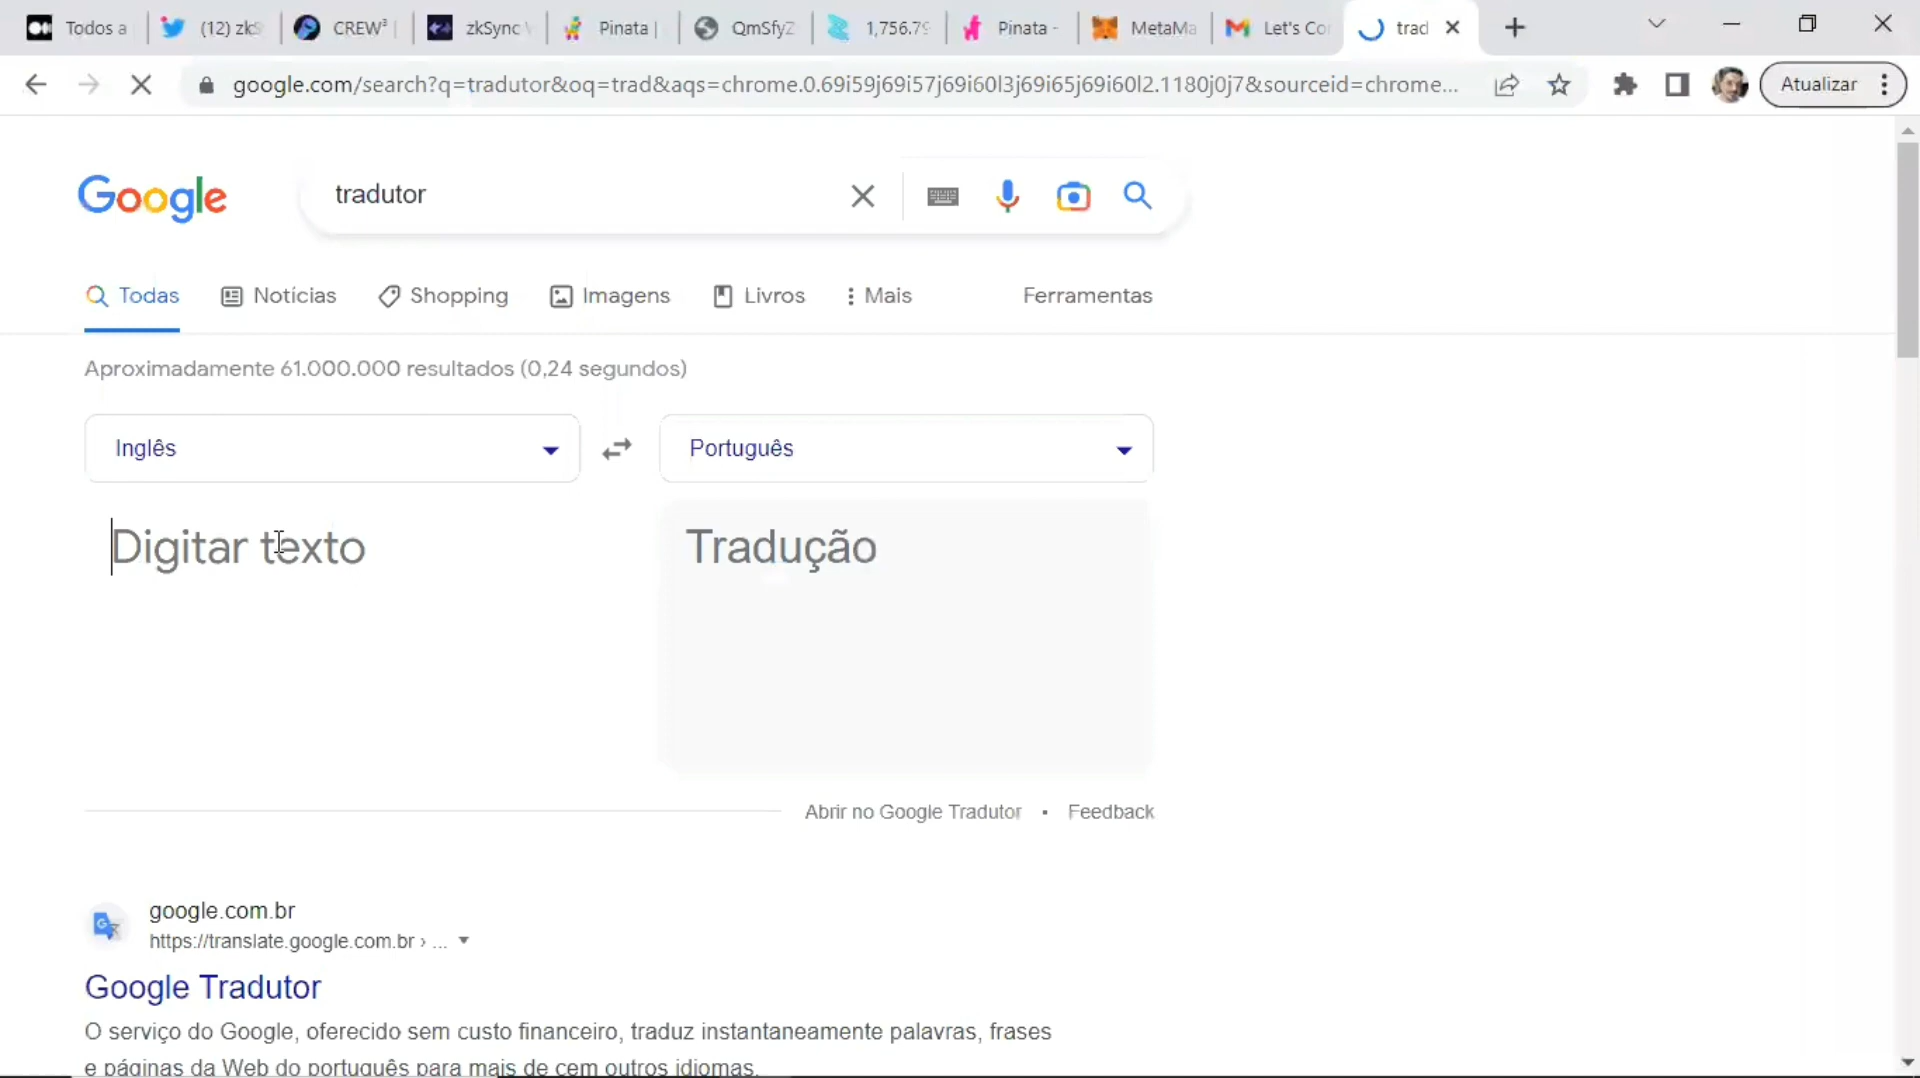 Todos a
(12) zkS
CREW³
zkSync
Pinata |
QmSfyZ
1,756.79
Pinata -
MetaMa
Let's Co
trad
google.com/search?q=tradutor&oq=trad&aqs=chrome.0.69i59j69i57j69i60l3j69i65j69i60l2.1180j0j7&sourceid=chrome...
Atualizar
Google
tradutor
Todas
Notícias
Shopping
Imagens
Livros
Mais
Ferramentas
Aproximadamente 61.000.000 resultados (0,24 segundos)
Inglês
Português
Digitar texto
Tradução
Abrir no Google Tradutor
Feedback
google.com.br
https://translate.google.com.br › ...
Google Tradutor
O serviço do Google, oferecido sem custo financeiro, traduz instantaneamente palavras, frases
e páginas da Web do português para mais de cem outros idiomas.